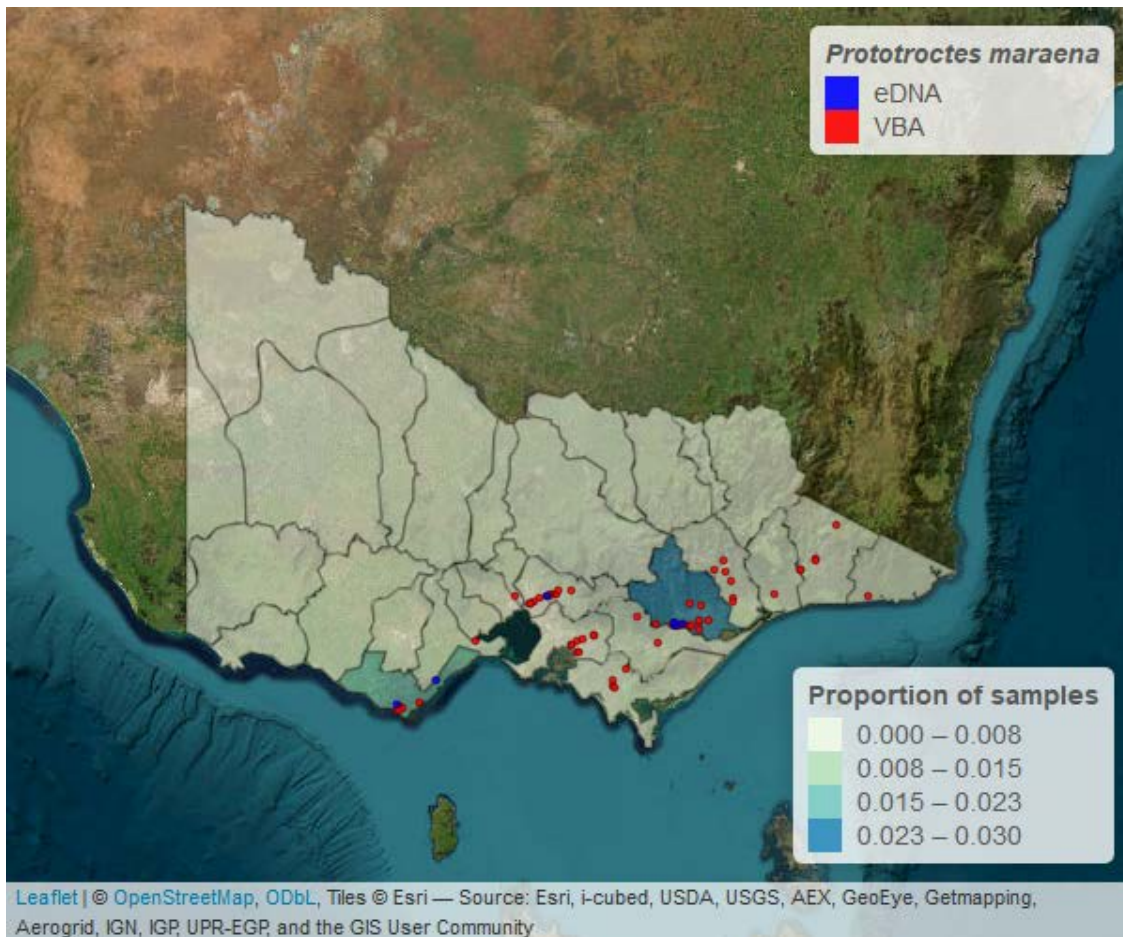 Prototroctes maraena
eDNA
VBA
Proportion of samples
0.000 – 0.008
0.008 – 0.015
0.015 – 0.023
0.023 – 0.030
Leaflet | © OpenStreetMap, ODbL, Tiles © Esri — Source: Esri, i-cubed, USDA, USGS, AEX, GeoEye, Getmapping,
Aerogrid, IGN, IGP, UPR-EGP, and the GIS User Community